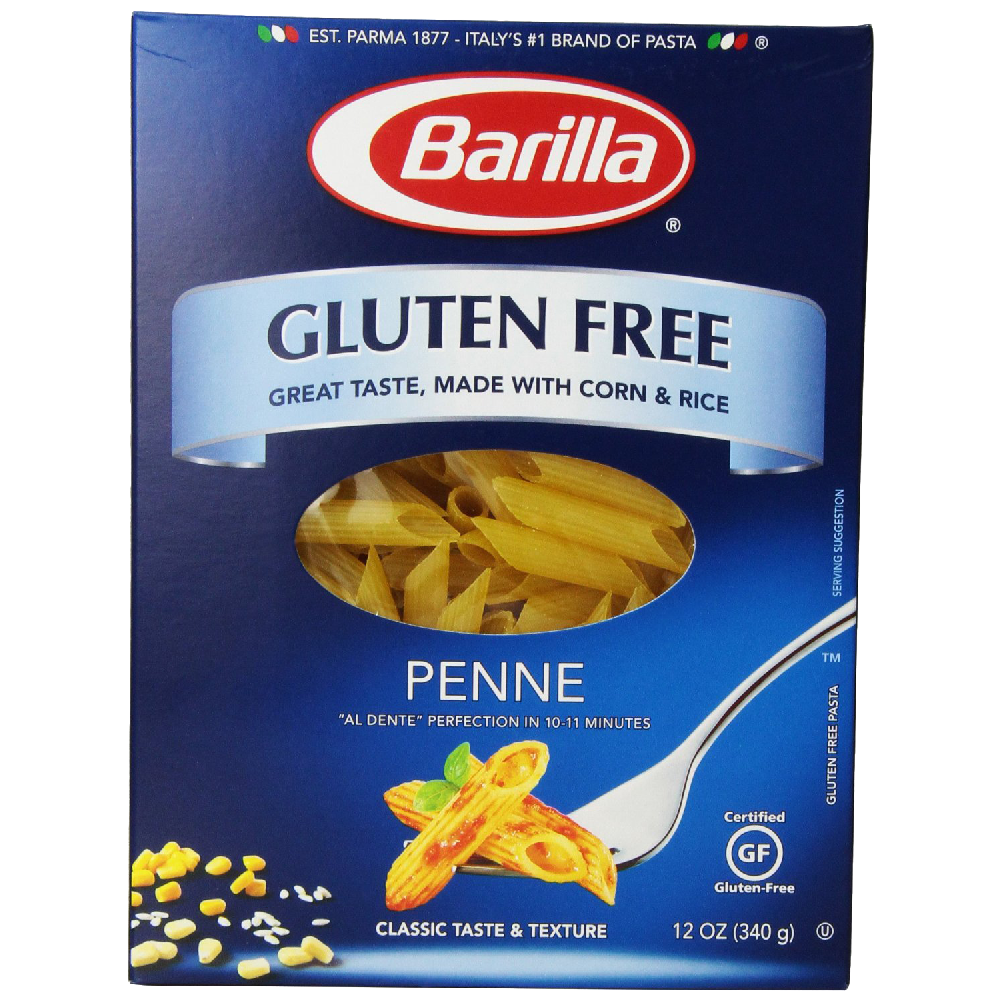 EST. PARMA 1877 - ITALY'S #1 BRAND OF PASTA ®
Barilla
®
GLUTEN FREE
GREAT TASTE, MADE WITH CORN & RICE
SERVING SUGGESTION
PENNE
"AL DENTE" PERFECTION IN 10-11 MINUTES
TM
GLUTEN FREE PASTA
Certified
GF
Gluten-Free
CLASSIC TASTE & TEXTURE
12 OZ (340 g) U